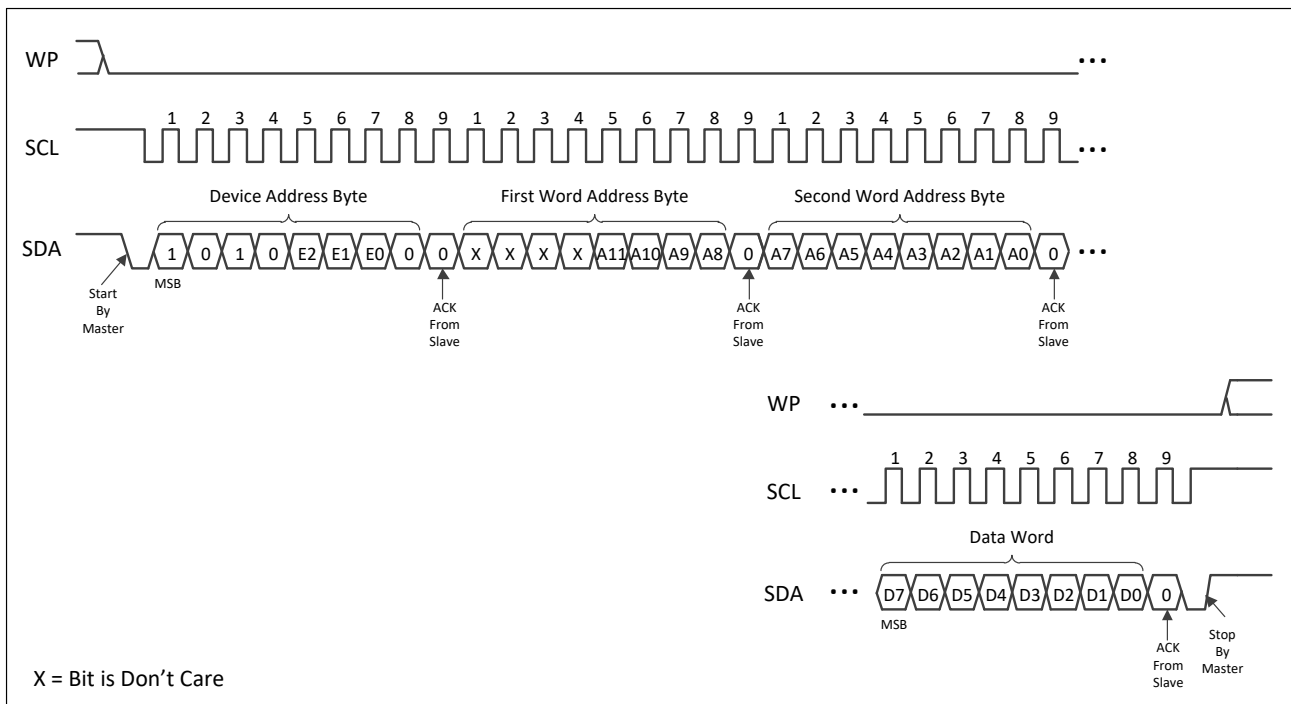 WP
...
1 2 3 4 5 6 7 8 9 1 2 3 4 5 6 7 8 9 1 2 3 4 5 6 7 8 9
SCL
...
Device Address Byte First Word Address Byte Second Word Address Byte
SDA
1 0 1 0 E2 E1 E0 0 0 X X X X A11 A10 A9 A8 0 A7 A6 A5 A4 A3 A2 A1 A0 0 ...
MSB
Start
By
Master
ACK
From
Slave
ACK
From
Slave
ACK
From
Slave
WP ...
1 2 3 4 5 6 7 8 9
SCL ...
Data Word
SDA ... D7 D6 D5 D4 D3 D2 D1 D0 0
MSB
ACK
From
Slave
Stop
By
Master
X = Bit is Don't Care